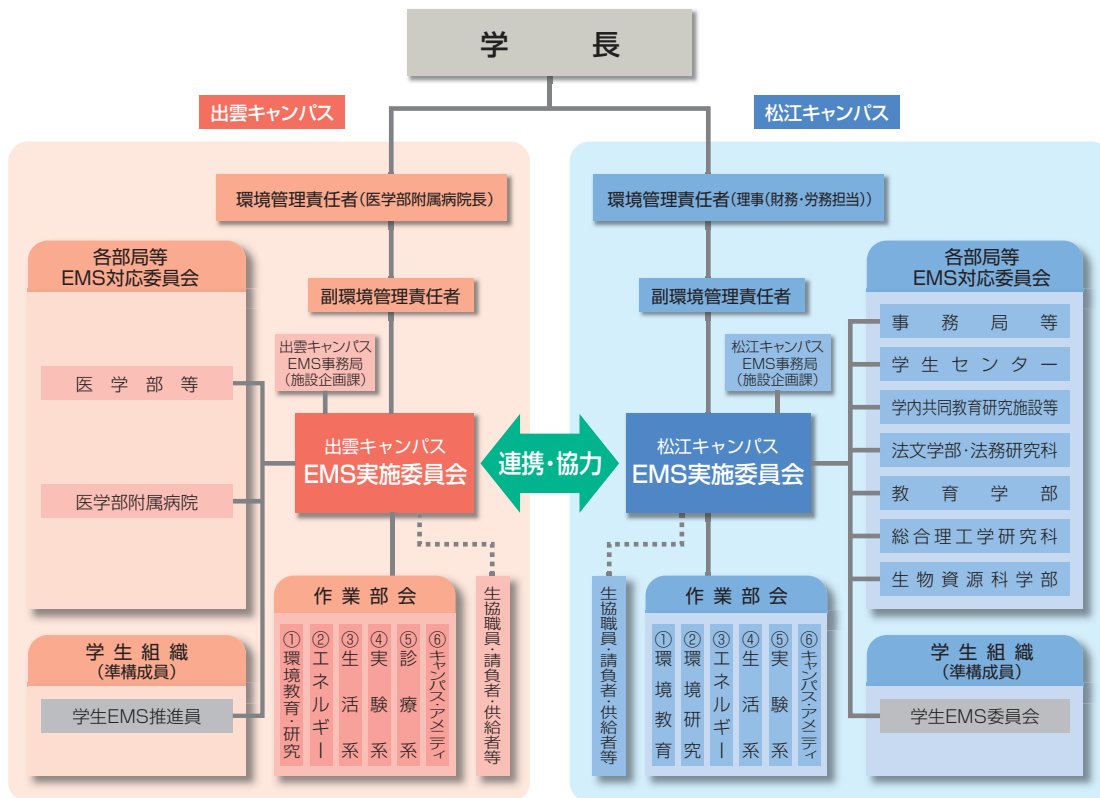 学長
出雲キャンパス
松江キャンパス
環境管理責任者(医学部附属病院長)
環境管理責任者(理事(財務・労務担当))
各部局等
EMS対応委員会
副環境管理責任者
出雲キャンパス
EMS事務局
(施設企画課)
医学部等
医学部附属病院
出雲キャンパス
EMS実施委員会
連携・協力
学生組織
(準構成員)
学生EMS推進員
作業部会
①環境教育・研究
②エネルギー
③生活系
④実験系
⑤診療系
⑥キャンパス・アメニティ
生協職員・請負者・供給者等
副環境管理責任者
松江キャンパス
EMS事務局
(施設企画課)
松江キャンパス
EMS実施委員会
各部局等
EMS対応委員会
事務局等
学生センター
学内共同教育研究施設等
法文学部・法務研究科
教育学部
総合理工学研究科
生物資源科学部
生協職員・請負者・供給者等
作業部会
①環境教育
②環境研究
③エネルギー
④生活系
⑤実験系
⑥キャンパス・アメニティ
学生組織
(準構成員)
学生EMS委員会